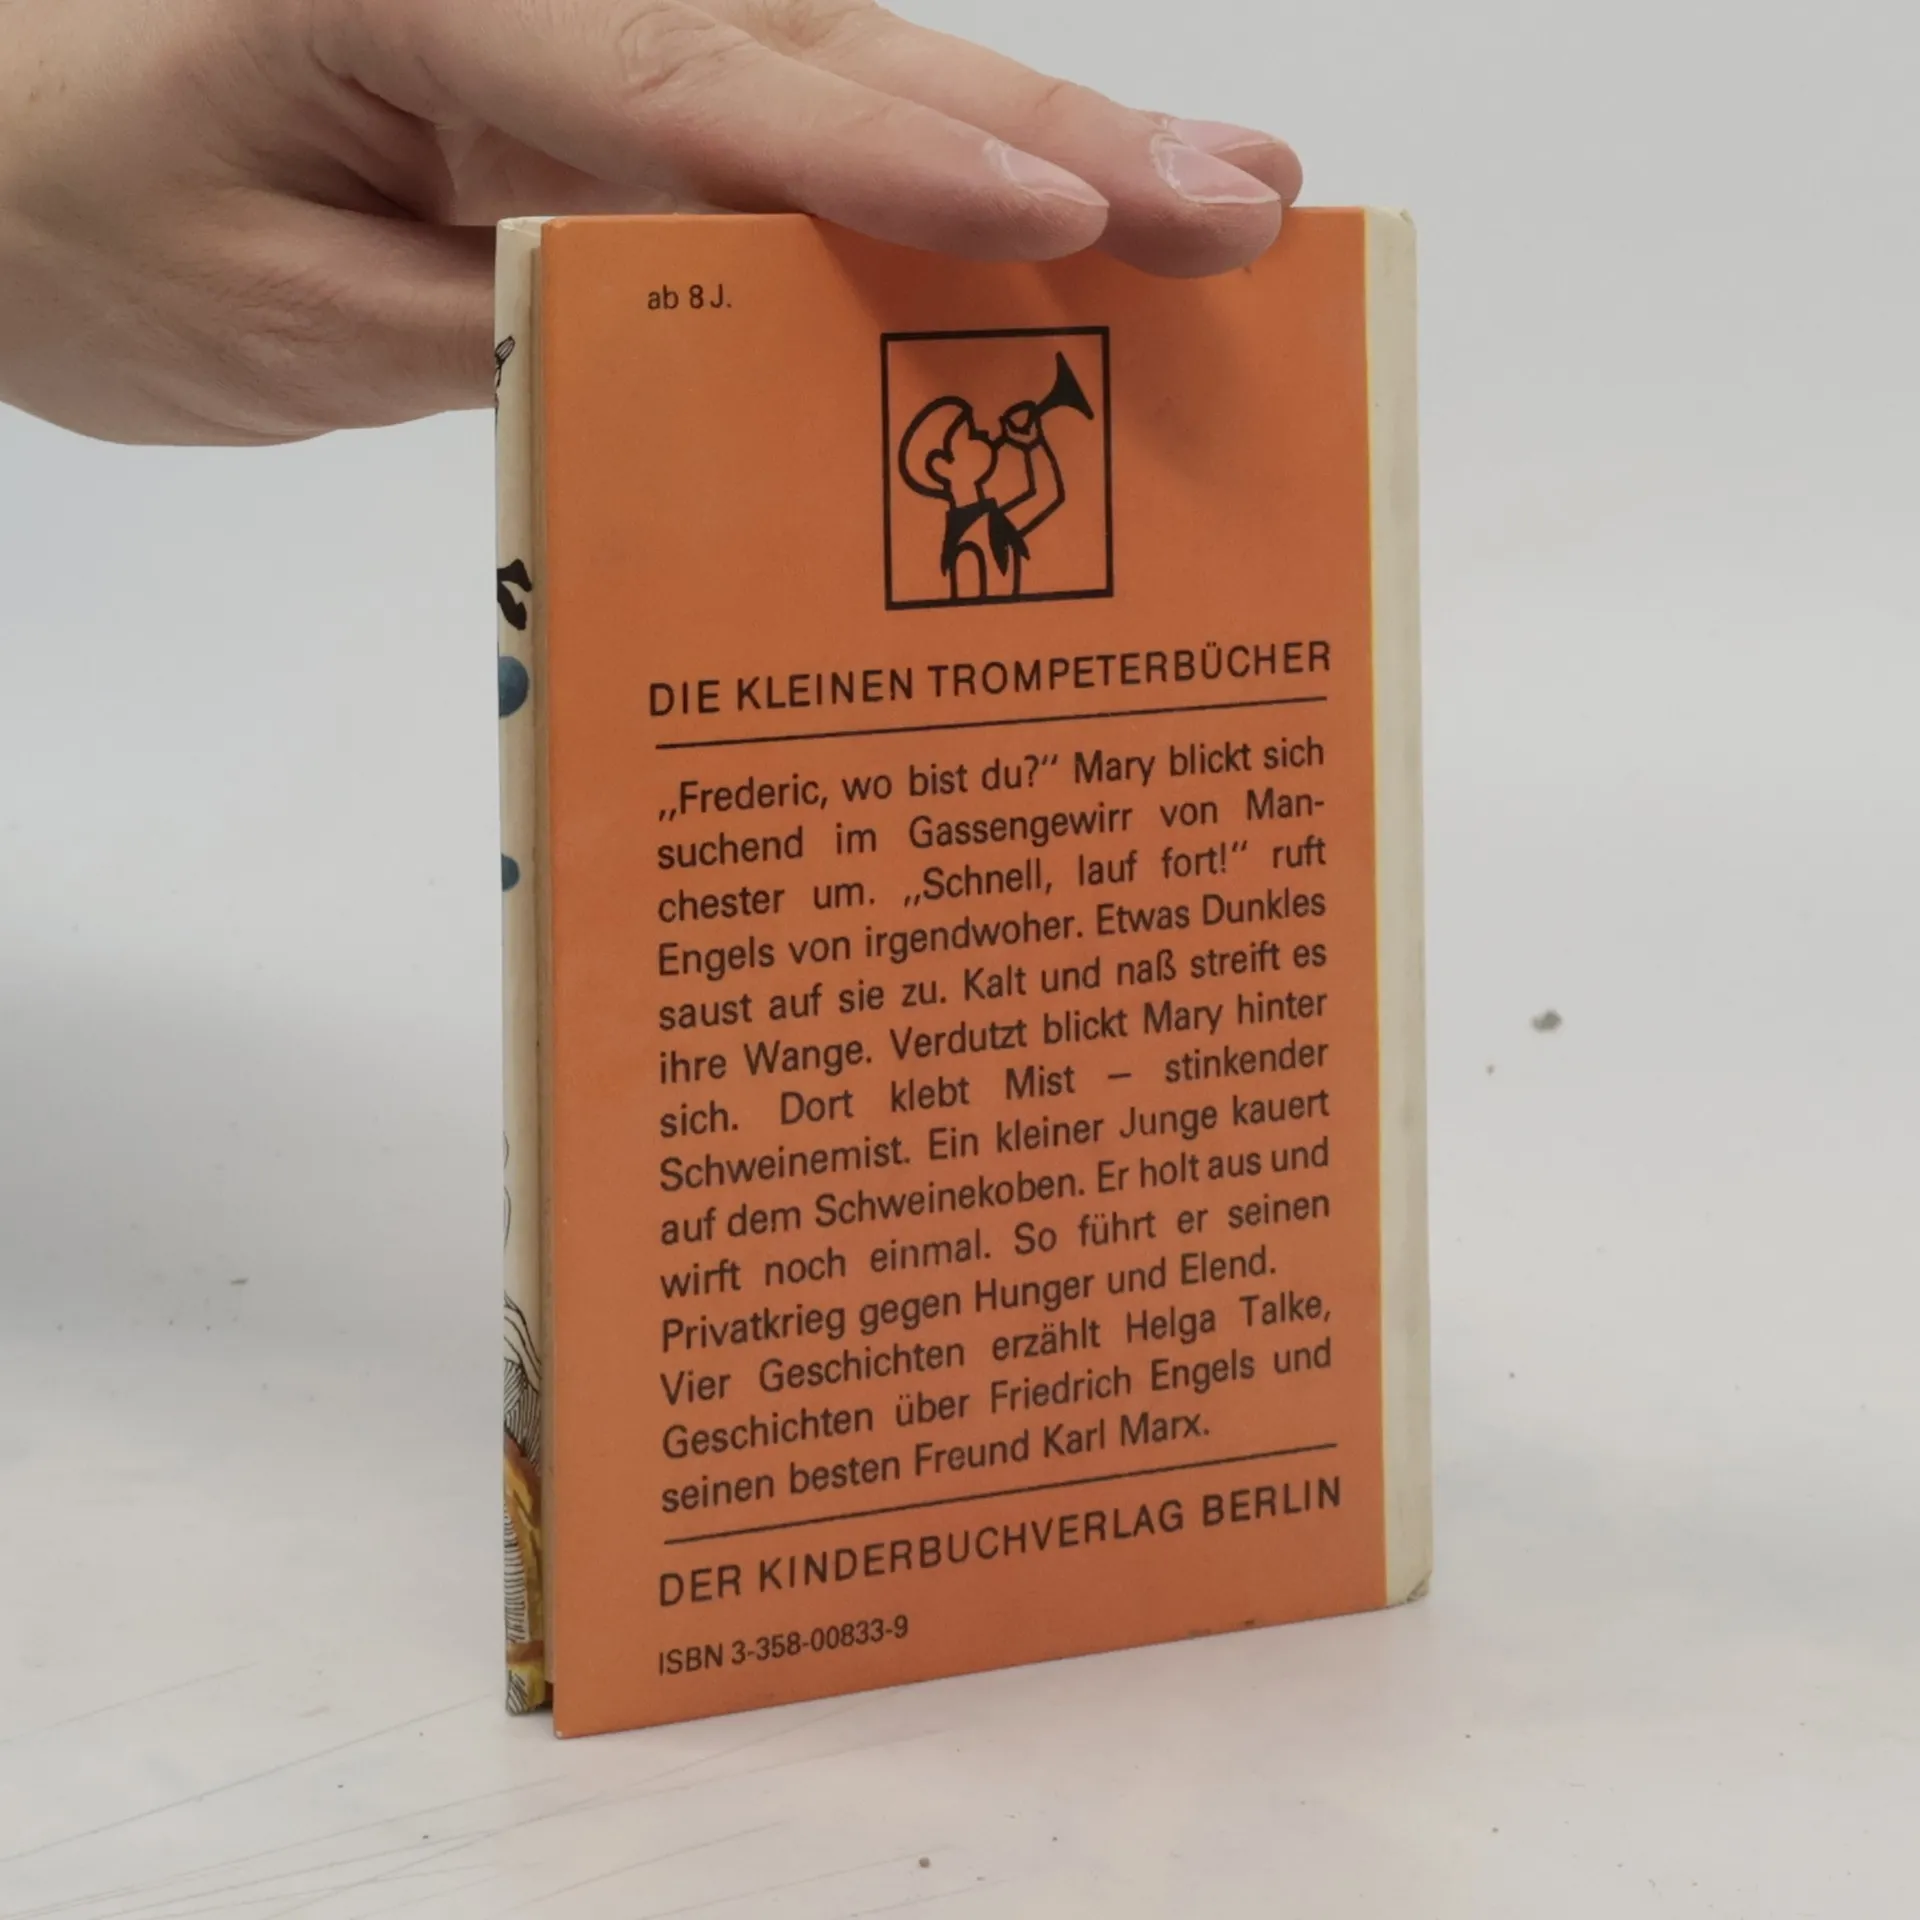 ab 8 J.
DIE KLEINEN TROMPETERBÜCHER
„Frederic, wo bist du?“ Mary blickt sich
suchend im Gassengewirr von Man-
chester um. „Schnell, lauf fort!“ ruft
Engels von irgendwoher. Etwas Dunkles
saust auf sie zu. Kalt und naß streift es
ihre Wange. Verdutzt blickt Mary hinter
sich. Dort klebt Mist – stinkender
Schweinemist. Ein kleiner Junge kauert
auf dem Schweinekoben. Er holt aus und
wirft noch einmal. So führt er seinen
Privatkrieg gegen Hunger und Elend.
Vier Geschichten erzählt Helga Talke,
Geschichten über Friedrich Engels und
seinen besten Freund Karl Marx.
DER KINDERBUCHVERLAG BERLIN
ISBN 3-358-00833-9